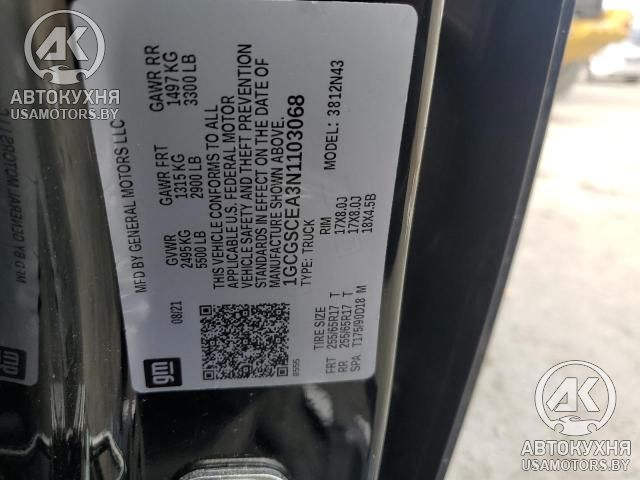 MFD BY GENERAL MOTORS LLC
08/21
GVWR GAWR FRT GAWR RR
2495 KG 1315 KG 1497 KG
5500 LB 2900 LB 3300 LB
THIS VEHICLE CONFORMS TO ALL
APPLICABLE U.S. FEDERAL MOTOR
VEHICLE SAFETY AND THEFT PREVENTION
STANDARDS IN EFFECT ON THE DATE OF
MANUFACTURE SHOWN ABOVE.
1GCGSCEA3N1103068
TYPE: TRUCK MODEL: 3812N43
TIRE SIZE RIM
FRT 255/65R17 T 17X8.0J
RR 255/65R17 T 17X8.0J
SPA T175/90D18 M 18X4.5B
gm
gm
АК
АВТОКУХНЯ
USAMOTORS.BY
АК
АВТОКУХНЯ
USAMOTORS.BY